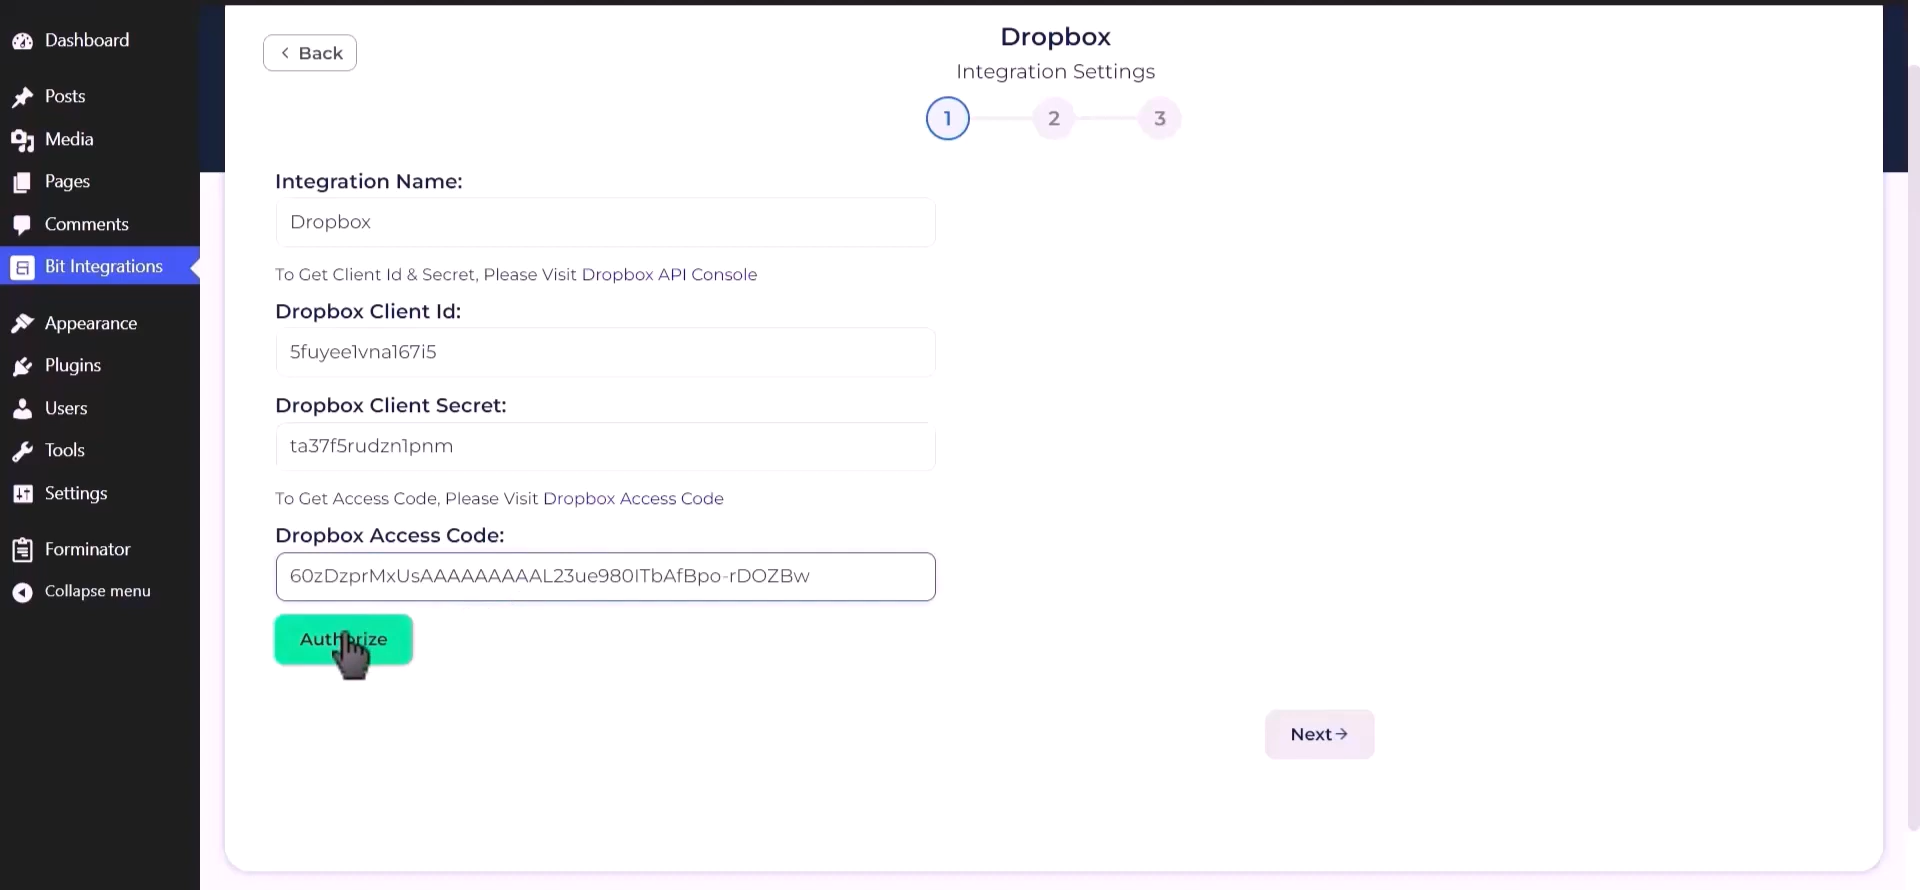 Dashboard
Posts
Media
Pages
Comments
Bit Integrations
Appearance
Plugins
Users
Tools
Settings
Forminator
Collapse menu
Back
Dropbox
Integration Settings
1 2 3
Integration Name:
Dropbox
To Get Client Id & Secret, Please Visit Dropbox API Console
Dropbox Client Id:
5fuyee1vna167i5
Dropbox Client Secret:
ta37f5rudzn1pnm
To Get Access Code, Please Visit Dropbox Access Code
Dropbox Access Code:
60zDzprMxUsAAAAAAAAAL23ue980ITbAfBpo-rDOZBw
Authorize
Next